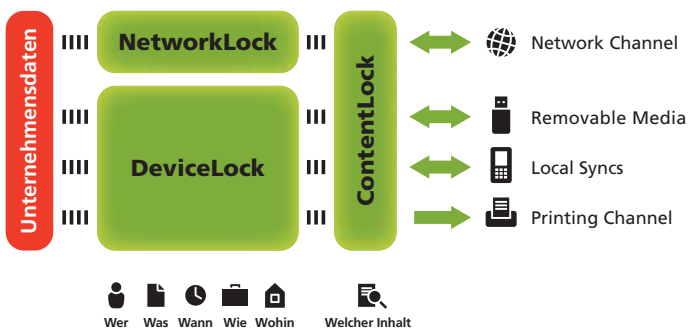 Unternehmensdaten
NetworkLock
DeviceLock
ContentLock
Network Channel
Removable Media
Local Syncs
Printing Channel
Wer Was Wann Wie Wohin Welcher Inhalt